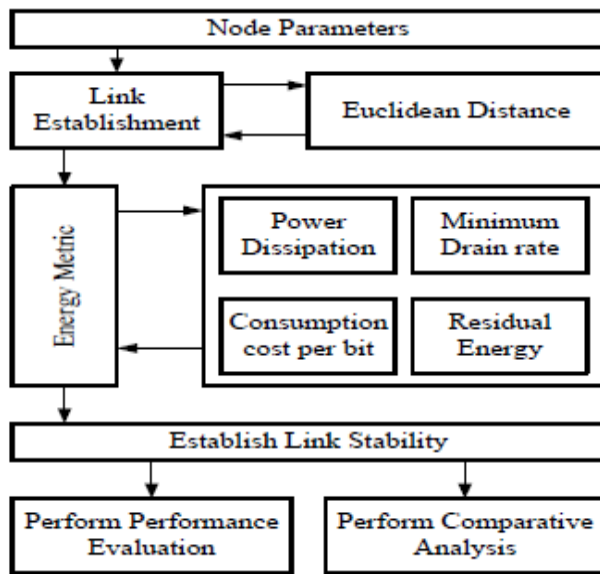 Node Parameters
Link
Establishment
Euclidean Distance
Energy Metric
Power
Dissipation
Minimum
Drain rate
Consumption
cost per bit
Residual
Energy
Establish Link Stability
Perform Performance
Evaluation
Perform Comparative
Analysis